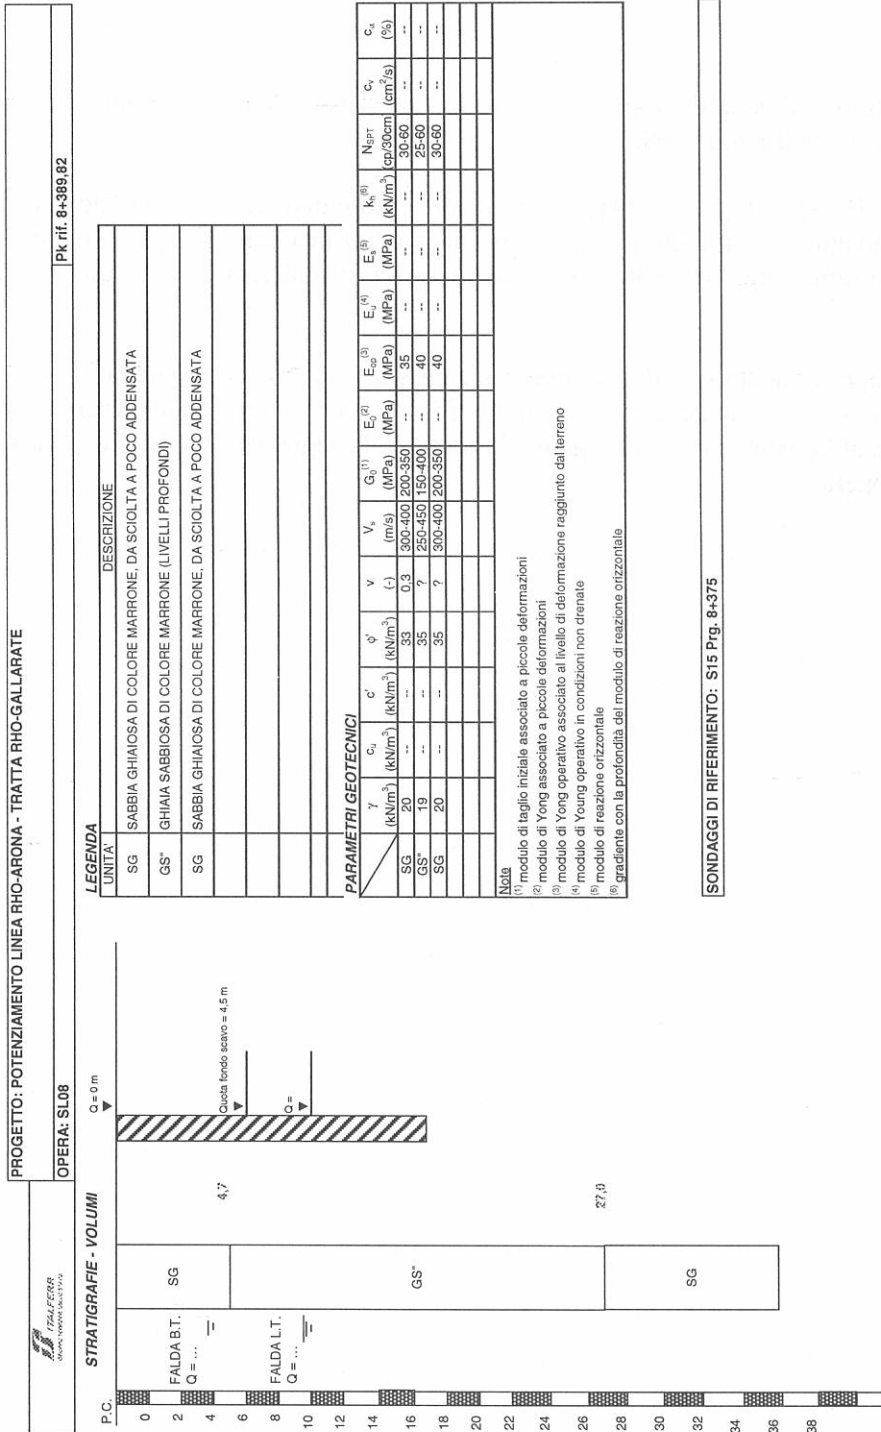 ITALFERR
PROGETTO: POTENZIAMENTO LINEA RHO-ARONA - TRATTA RHO-GALLARATE
OPERA: SL08
Pk rif. 8+389,82
STRATIGRAFIE - VOLUMI
P.C.
0
2
4
6
8
10
12
14
16
18
20
22
24
26
28
30
32
34
36
38
FALDA B.T.
Q = ...
FALDA L.T.
Q = ...
SG
GS"
SG
4,7
27,0
Q = 0 m
Quota fondo scavo = 4,5 m
Q =
LEGENDA
UNITA' DESCRIZIONE
SG SABBIA GHIAIOSA DI COLORE MARRONE, DA SCIOLTA A POCO ADDENSATA
GS" GHIAIA SABBIOSA DI COLORE MARRONE (LIVELLI PROFONDI)
SG SABBIA GHIAIOSA DI COLORE MARRONE, DA SCIOLTA A POCO ADDENSATA
PARAMETRI GEOTECNICI
γ cu c' φ' ν Vs G0(1) E0(2) Eop(3) Eu(4) Es(5) kh(6) NSPT cv
(kN/m³) (kN/m³) (kN/m³) (kN/m³) (-) (m/s) (MPa) (MPa) (MPa) (MPa) (MPa) (kN/m³) (cp/30cm) (cm²/s) (%)
SG 20 -- -- 33 0,3 300-400 200-350 -- 35 -- -- -- 30-60 -- --
GS" 19 -- -- 35 ? 250-450 150-400 -- 40 -- -- -- 25-60 -- --
SG 20 -- -- 35 ? 300-400 200-350 -- 40 -- -- -- 30-60 -- --
Note
(1) modulo di taglio iniziale associato a piccole deformazioni
(2) modulo di Yong associato a piccole deformazioni
(3) modulo di Yong operativo associato al livello di deformazione raggiunto dal terreno
(4) modulo di Young operativo in condizioni non drenate
(5) modulo di reazione orizzontale
(6) gradiente con la profondità del modulo di reazione orizzontale
SONDAGGI DI RIFERIMENTO: S15 Prg. 8+375